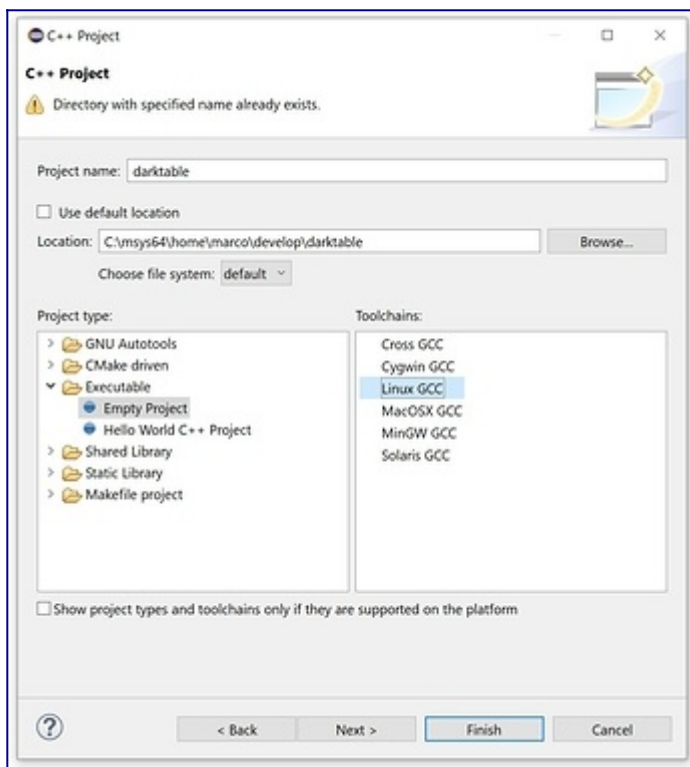 C++ Project
C++ Project
Directory with specified name already exists.
Project name: darktable
Use default location
Location: C:\msys64\home\marco\develop\darktable Browse...
Choose file system: default
Project type:
GNU Autotools
CMake driven
Executable
Empty Project
Hello World C++ Project
Shared Library
Static Library
Makefile project
Toolchains:
Cross GCC
Cygwin GCC
Linux GCC
MacOSX GCC
MinGW GCC
Solaris GCC
Show project types and toolchains only if they are supported on the platform
? < Back Next > Finish Cancel